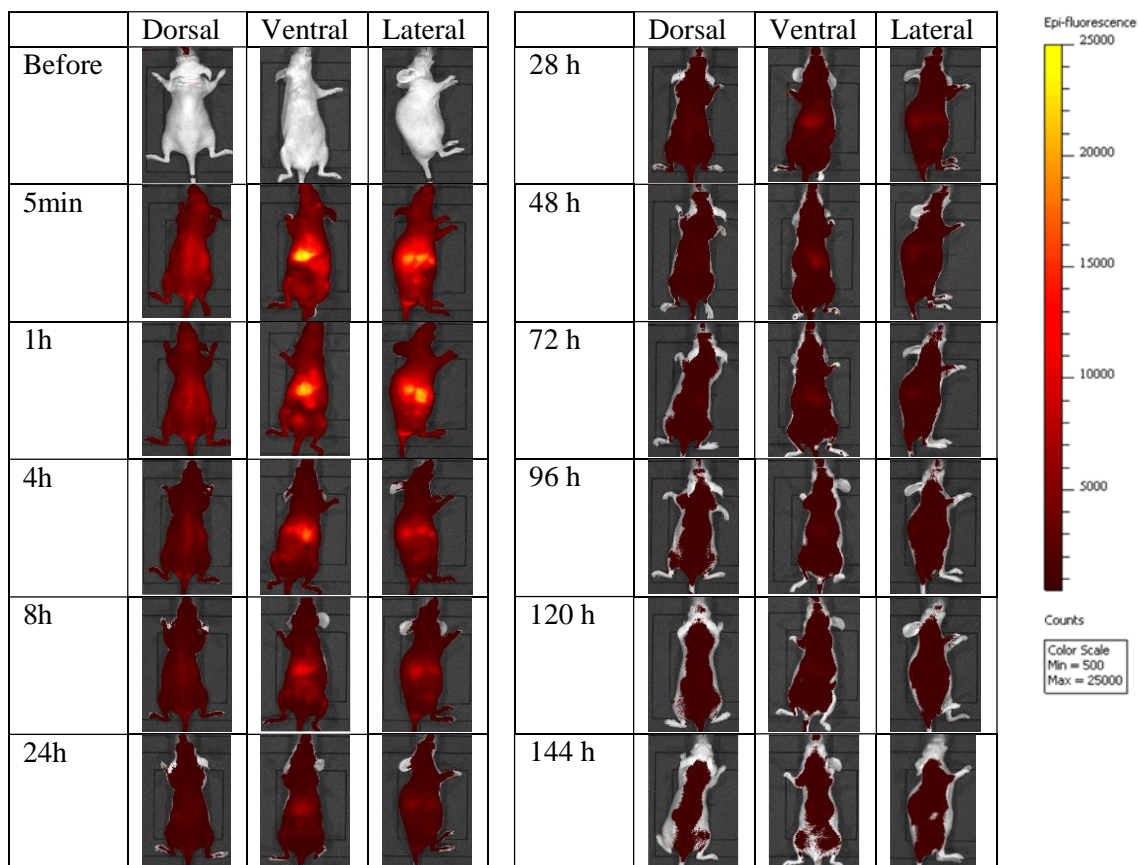 Dorsal Ventral Lateral
Before
5min
1h
4h
8h
24h
Dorsal Ventral Lateral
28 h
48 h
72 h
96 h
120 h
144 h
Epi-fluorescence
25000
20000
15000
10000
5000
Counts
Color Scale
Min = 500
Max = 25000